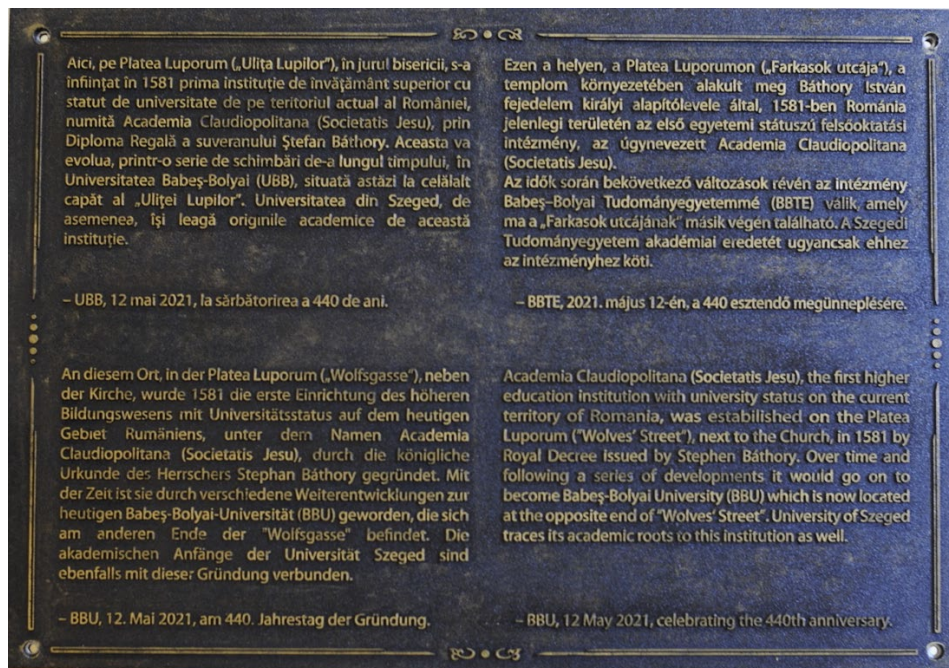 Aici, pe Platea Luporum („Ulița Lupilor”), în jurul bisericii, s-a
înființat în 1581 prima instituție de învățământ superior cu
statut de universitate de pe teritoriul actual al României,
numită Academia Claudiopolitana (Societatis Jesu), prin
Diploma Regală a suveranului Ștefan Báthory. Aceasta va
evolua, printr-o serie de schimbări de-a lungul timpului, în
Universitatea Babeș-Bolyai (UBB), situată astăzi la celălalt
capăt al „Uliței Lupilor”. Universitatea din Szeged, de
asemenea, își leagă originile academice de această
instituție.
– UBB, 12 mai 2021, la sărbătorirea a 440 de ani.
Ezen a helyen, a Platea Luporumon („Farkasok utcája”), a
templom környezetében alakult meg Báthory István
fejedelem királyi alapítólevele által, 1581-ben Románia
jelenlegi területén az első egyetemi státuszú felsőoktatási
intézmény, az úgynevezett Academia Claudiopolitana
(Societatis Jesu).
Az idők során bekövetkező változások révén az intézmény
Babeș–Bolyai Tudományegyetemmé (BBTE) válik, amely
ma a „Farkasok utcájának” másik végén található. A Szegedi
Tudományegyetem akadémiai eredetét ugyancsak ehhez
az intézményhez köti.
– BBTE, 2021. május 12-én, a 440 esztendő megünneplésére.
An diesem Ort, in der Platea Luporum („Wolfsgasse”), neben
der Kirche, wurde 1581 die erste Einrichtung des höheren
Bildungswesens mit Universitätsstatus auf dem heutigen
Gebiet Rumäniens, unter dem Namen Academia
Claudiopolitana (Societatis Jesu), durch die königliche
Urkunde des Herrschers Stephan Báthory gegründet. Mit
der Zeit ist sie durch verschiedene Weiterentwicklungen zur
heutigen Babeș-Bolyai-Universität (BBU) geworden, die sich
am anderen Ende der "Wolfsgasse" befindet. Die
akademischen Anfänge der Universität Szeged sind
ebenfalls mit dieser Gründung verbunden.
– BBU, 12. Mai 2021, am 440. Jahrestag der Gründung.
Academia Claudiopolitana (Societatis Jesu), the first higher
education institution with university status on the current
territory of Romania, was estabilished on the Platea
Luporum ("Wolves’ Street"), next to the Church, in 1581 by
Royal Decree issued by Stephen Báthory. Over time and
following a series of developments it would go on to
become Babeș-Bolyai University (BBU) which is now located
at the opposite end of "Wolves’ Street". University of Szeged
traces its academic roots to this institution as well.
– BBU, 12 May 2021, celebrating the 440th anniversary.